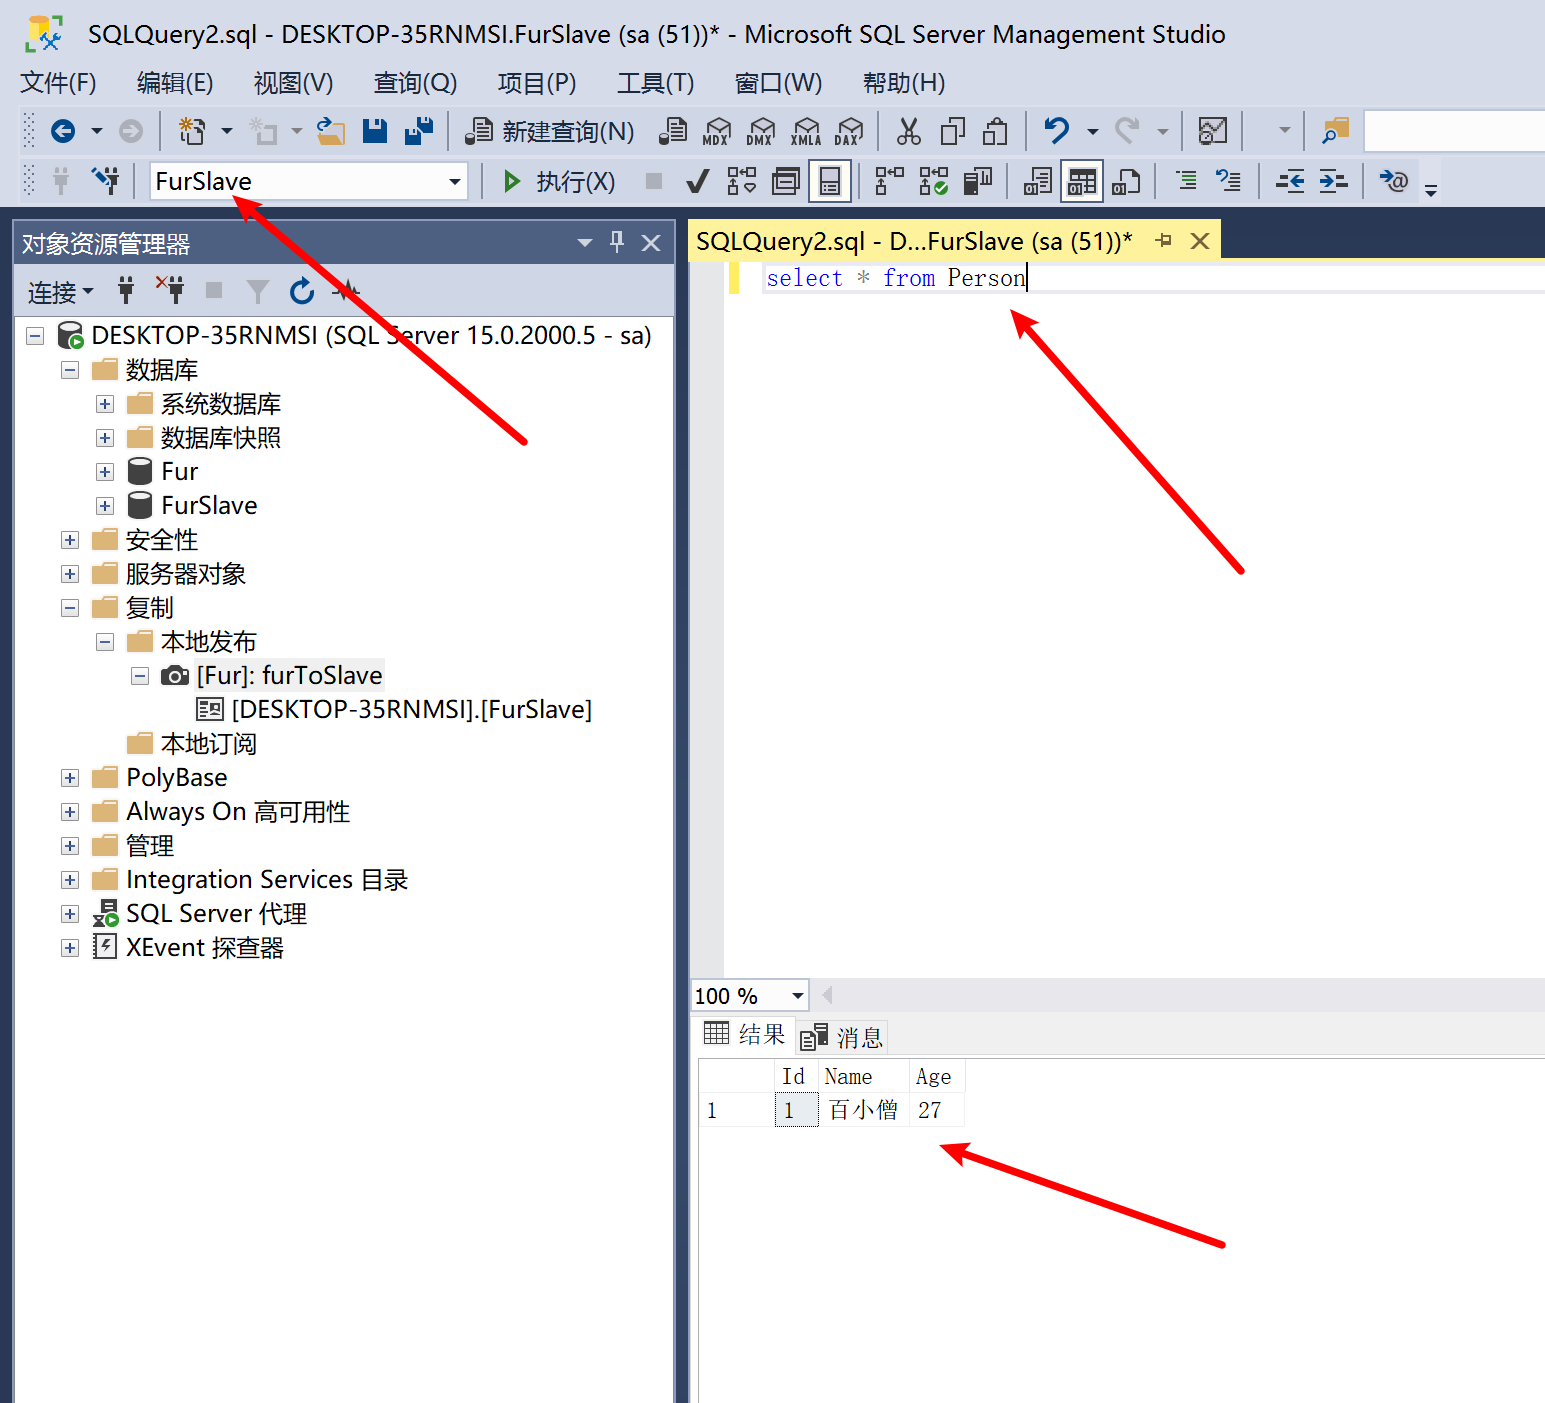 SQLQuery2.sql - DESKTOP-35RNMSI.FurSlave (sa (51))* - Microsoft SQL Server Management Studio
文件(F) 编辑(E) 视图(V) 查询(Q) 项目(P) 工具(T) 窗口(W) 帮助(H)
新建查询(N) MDX DMX XMLA DAX
FurSlave 执行(X)
对象资源管理器
连接
DESKTOP-35RNMSI (SQL Server 15.0.2000.5 - sa)
数据库
系统数据库
数据库快照
Fur
FurSlave
安全性
服务器对象
复制
本地发布
[Fur]: furToSlave
[DESKTOP-35RNMSI].[FurSlave]
本地订阅
PolyBase
Always On 高可用性
管理
Integration Services 目录
SQL Server 代理
XEvent 探查器
SQLQuery2.sql - D...FurSlave (sa (51))*
select * from Person
100 %
结果 消息
Id Name Age
1 1 百小僧 27